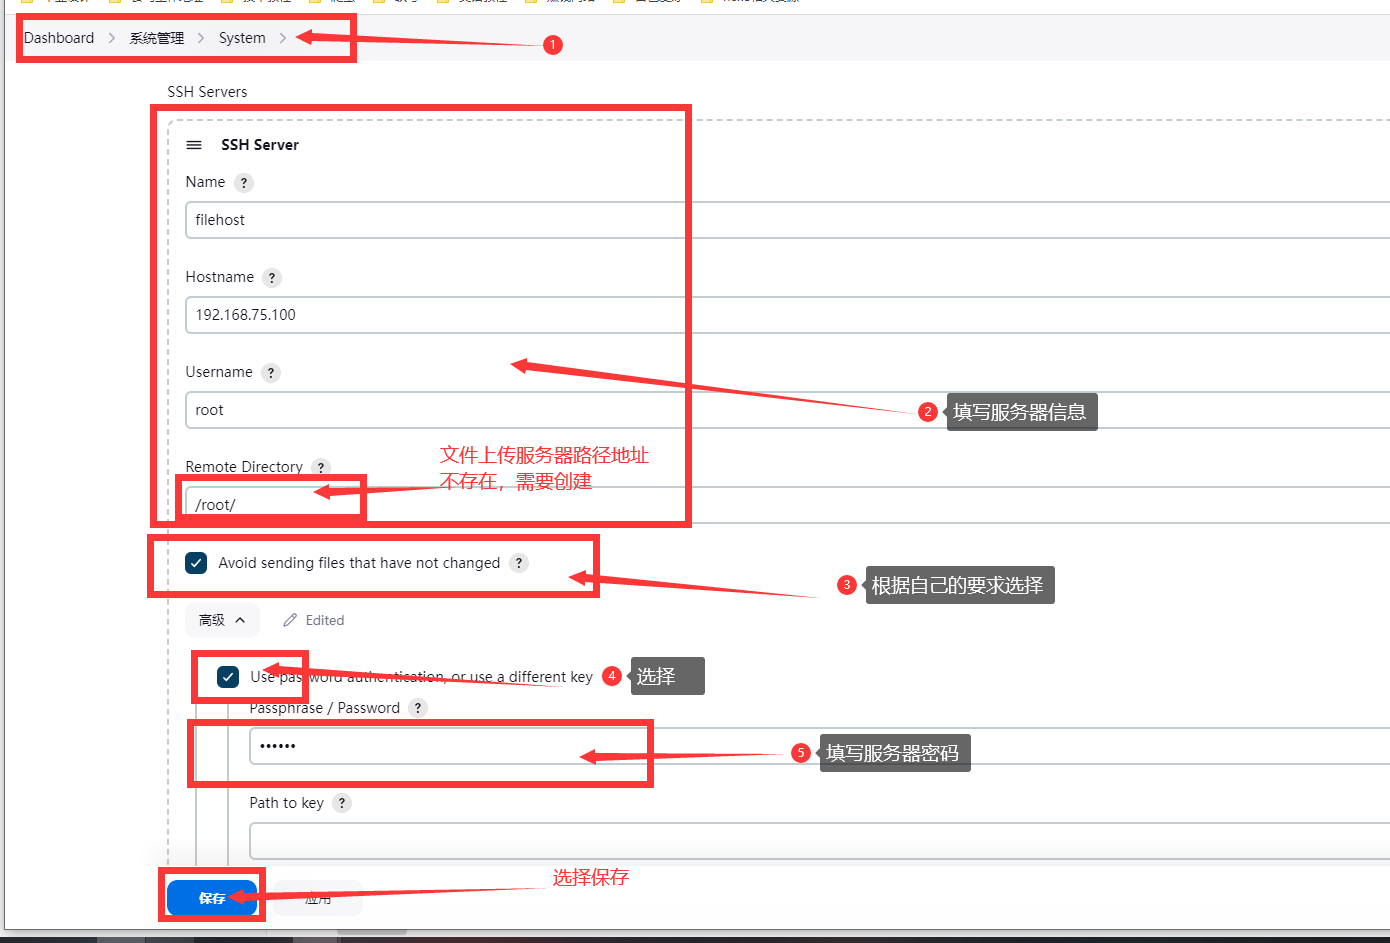 Dashboard > 系统管理 > System >
1
SSH Servers
SSH Server
Name ?
filehost
Hostname ?
192.168.75.100
Username ?
root
2 填写服务器信息
文件上传服务器路径地址
不存在，需要创建
Remote Directory ?
/root/
Avoid sending files that have not changed ?
3 根据自己的要求选择
高级
Edited
Use password authentication, or use a different key
4 选择
Passphrase / Password ?
••••••
5 填写服务器密码
Path to key ?
选择保存
保存
应用